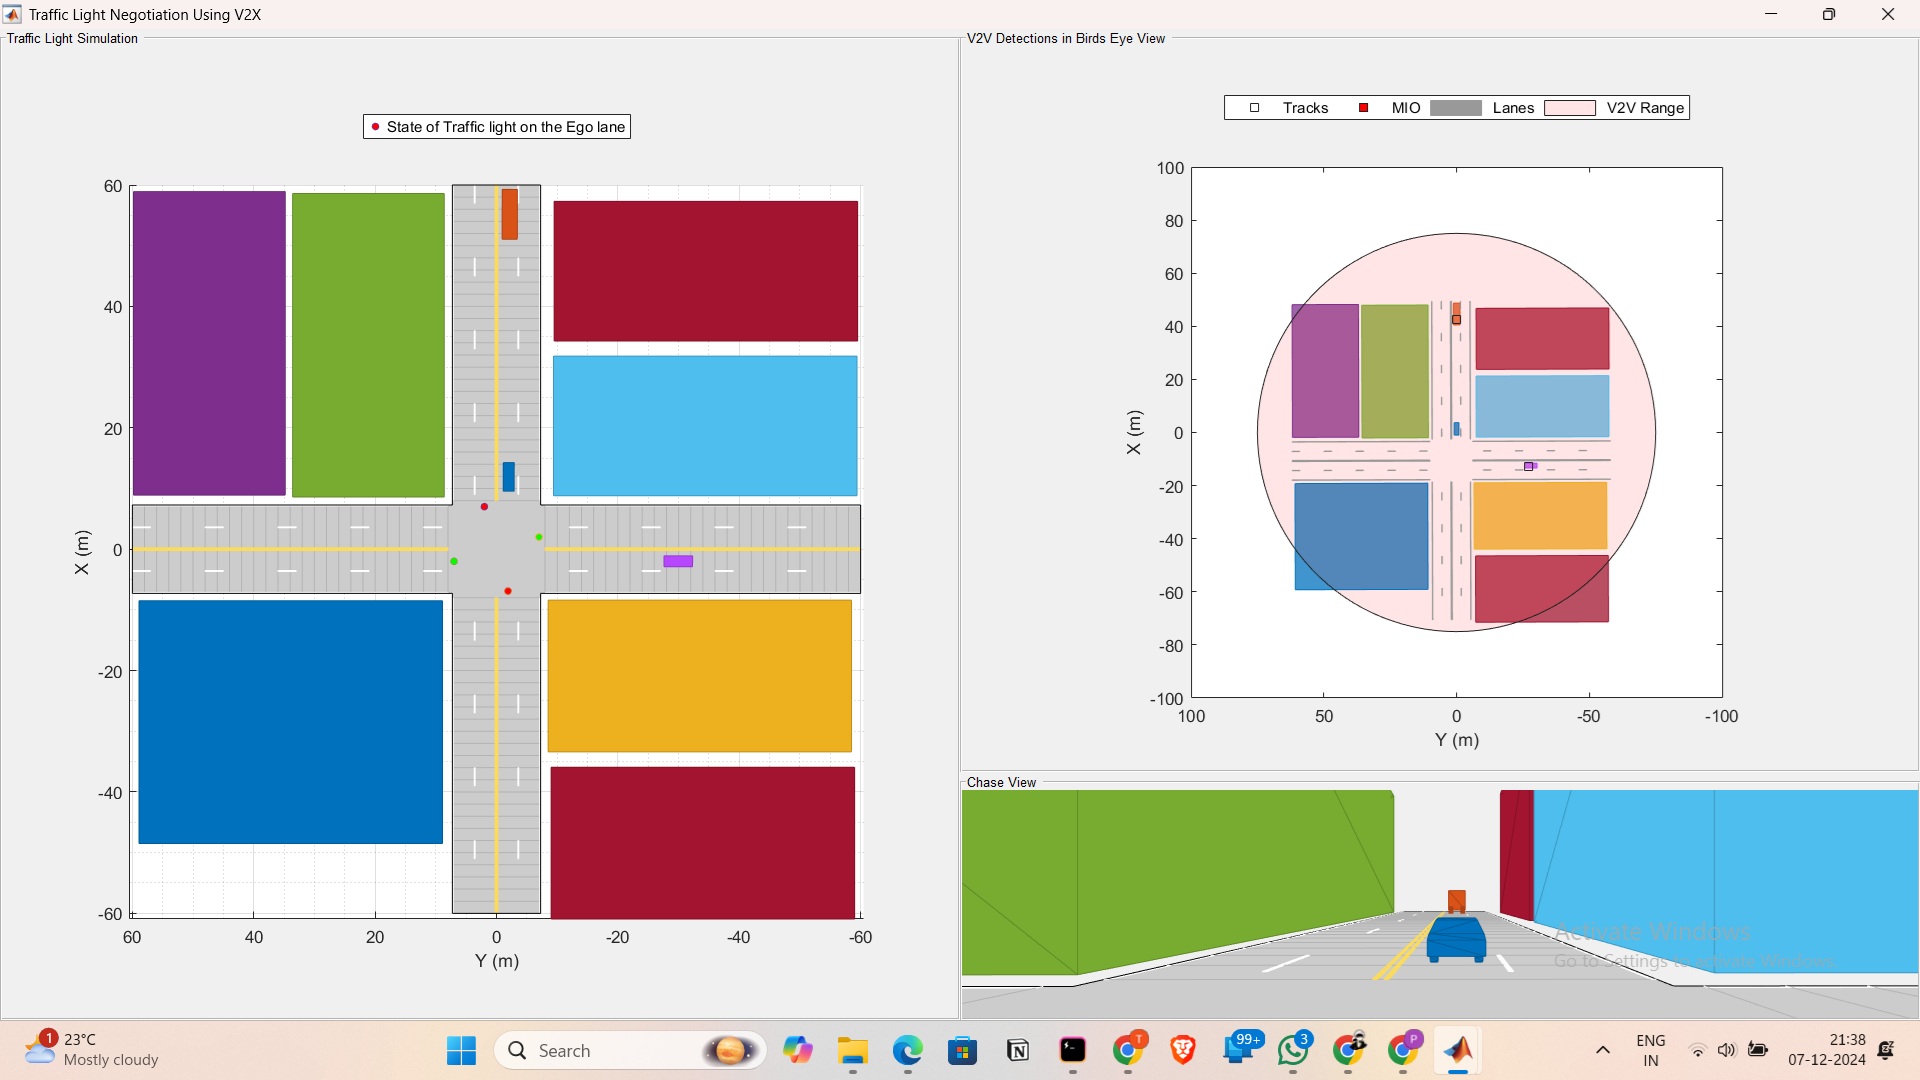 Traffic Light Negotiation Using V2X
Traffic Light Simulation
State of Traffic light on the Ego lane
60
40
20
0
-20
-40
-60
X (m)
60
40
20
0
-20
-40
-60
Y (m)
V2V Detections in Birds Eye View
Tracks MIO Lanes V2V Range
100
80
60
40
20
0
-20
-40
-60
-80
-100
X (m)
100
50
0
-50
-100
Y (m)
Chase View
Activate Windows
Go to Settings to activate Windows.
1
23°C
Mostly cloudy
Search
T
99+
3
P
ENG
IN
21:38
07-12-2024